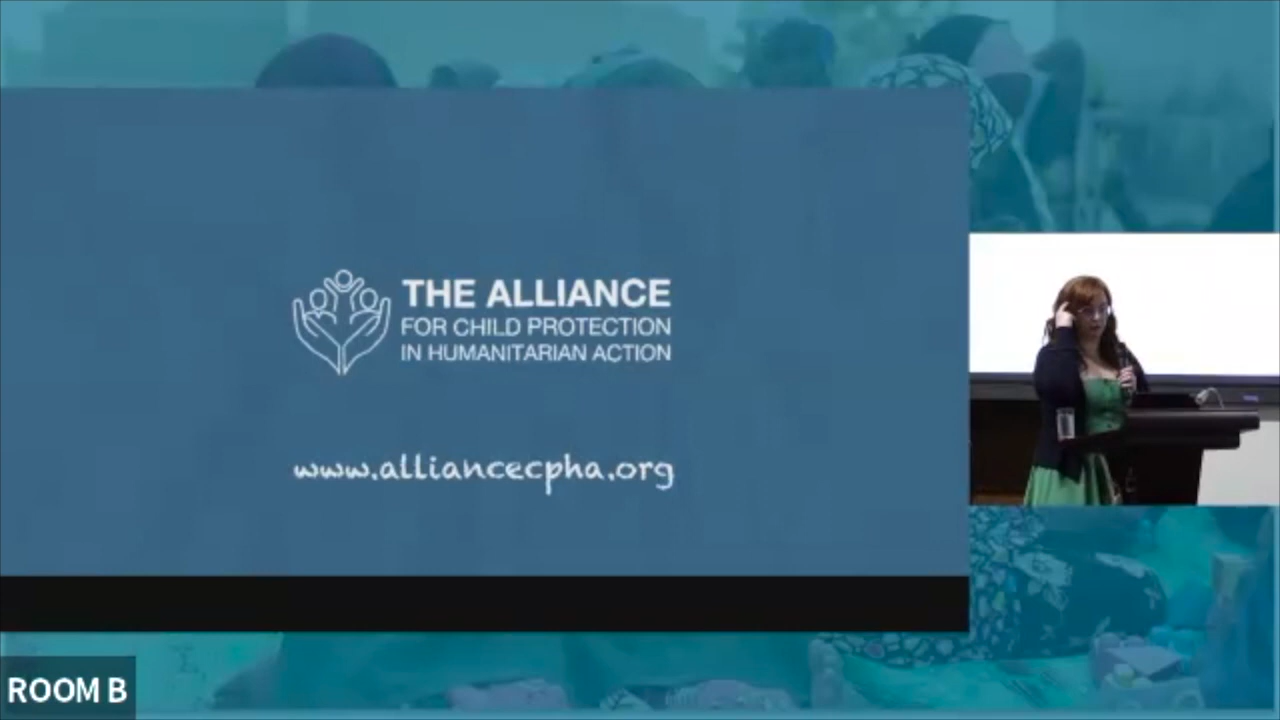 THE ALLIANCE
FOR CHILD PROTECTION
IN HUMANITARIAN ACTION
www.alliancecpha.org
ROOM B